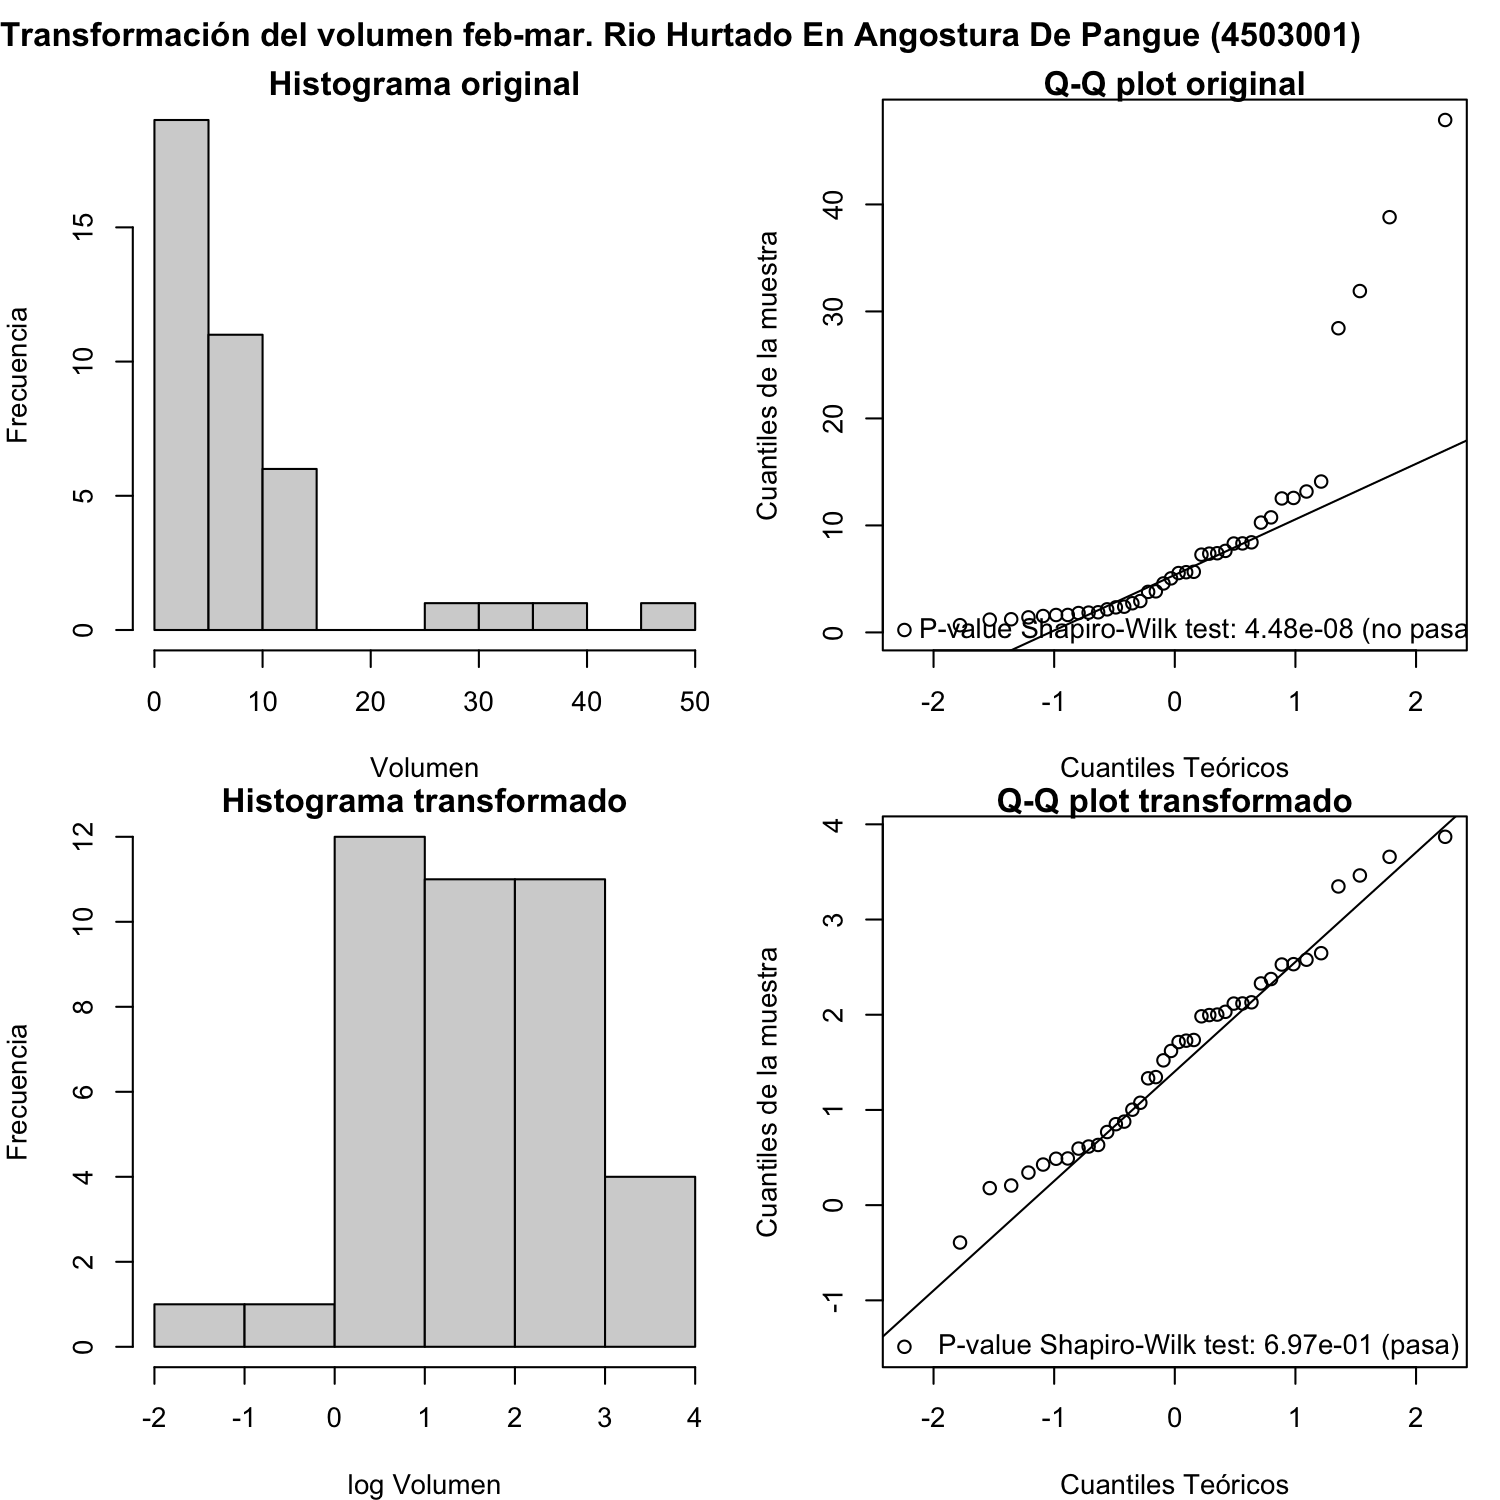 Transformación del volumen feb-mar. Rio Hurtado En Angostura De Pangue (4503001)
Histograma original
Frecuencia
15
10
5
0
0 10 20 30 40 50
Volumen
Q-Q plot original
Cuantiles de la muestra
40
30
20
10
0
P-value Shapiro-Wilk test: 4.48e-08 (no pasa
-2 -1 0 1 2
Cuantiles Teóricos
Histograma transformado
Frecuencia
12
10
8
6
4
2
0
-2 -1 0 1 2 3 4
log Volumen
Q-Q plot transformado
Cuantiles de la muestra
4
3
2
1
0
-1
P-value Shapiro-Wilk test: 6.97e-01 (pasa)
-2 -1 0 1 2
Cuantiles Teóricos